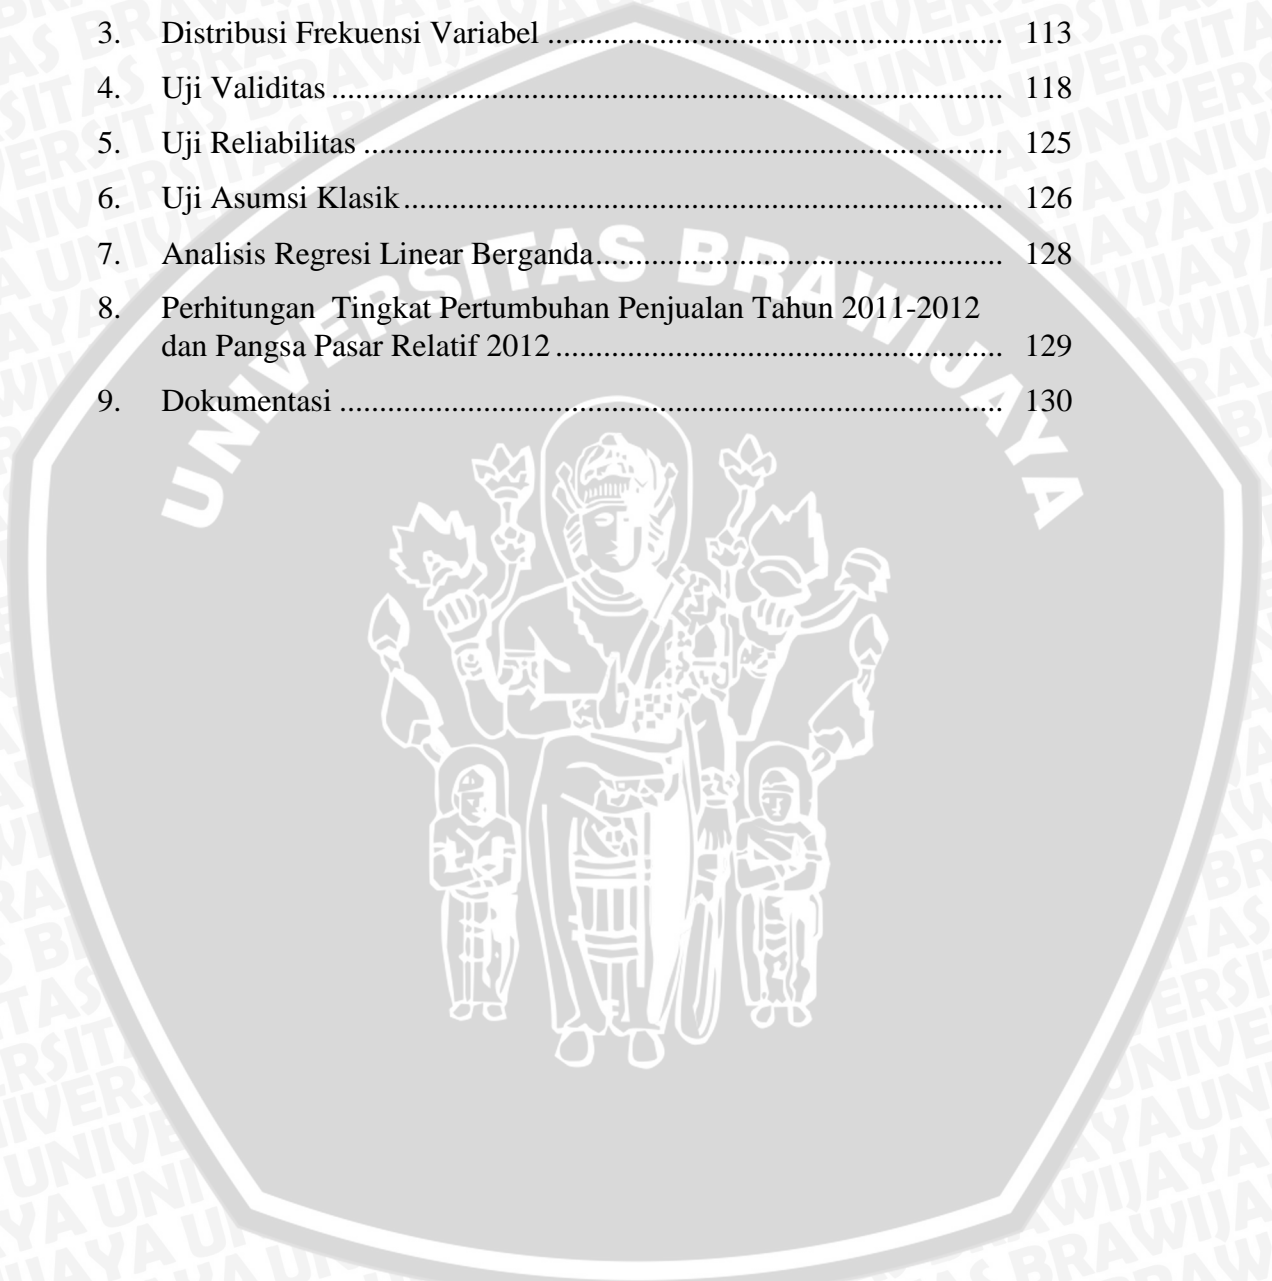 3. Distribusi Frekuensi Variabel ........................................................ 113
4. Uji Validitas ................................................................................... 118
5. Uji Reliabilitas ............................................................................... 125
6. Uji Asumsi Klasik .......................................................................... 126
7. Analisis Regresi Linear Berganda .................................................. 128
8. Perhitungan Tingkat Pertumbuhan Penjualan Tahun 2011-2012
dan Pangsa Pasar Relatif 2012 ....................................................... 129
9. Dokumentasi .................................................................................. 130
UNIVERSITAS BRAWIJAYA